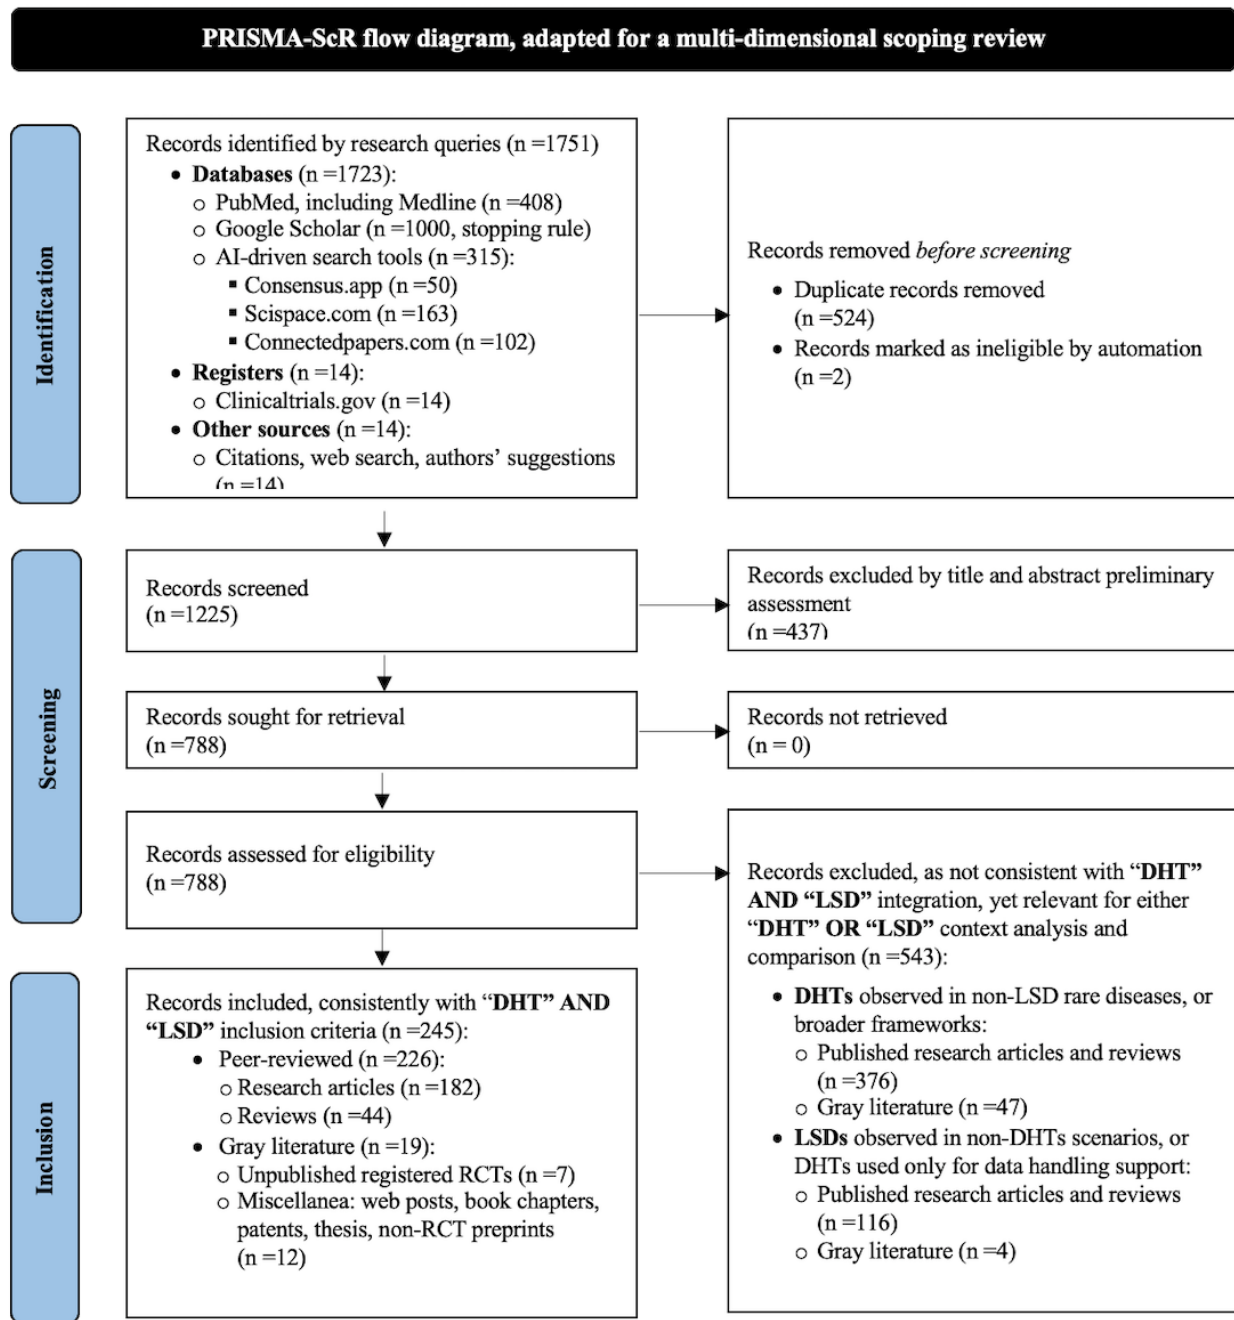 PRISMA-ScR flow diagram, adapted for a multi-dimensional scoping review
Identification
Records identified by research queries (n =1751)
• Databases (n =1723):
o PubMed, including Medline (n =408)
o Google Scholar (n =1000, stopping rule)
o AI-driven search tools (n =315):
▪ Consensus.app (n =50)
▪ Scispace.com (n =163)
▪ Connectedpapers.com (n =102)
• Registers (n =14):
o Clinicaltrials.gov (n =14)
• Other sources (n =14):
o Citations, web search, authors’ suggestions
(n =14)
Records removed before screening
• Duplicate records removed
(n =524)
• Records marked as ineligible by automation
(n =2)
Screening
Records screened
(n =1225)
Records excluded by title and abstract preliminary
assessment
(n =437)
Records sought for retrieval
(n =788)
Records not retrieved
(n = 0)
Records assessed for eligibility
(n =788)
Records excluded, as not consistent with “DHT”
AND “LSD” integration, yet relevant for either
“DHT” OR “LSD” context analysis and
comparison (n =543):
• DHTs observed in non-LSD rare diseases, or
broader frameworks:
o Published research articles and reviews
(n =376)
o Gray literature (n =47)
• LSDs observed in non-DHTs scenarios, or
DHTs used only for data handling support:
o Published research articles and reviews
(n =116)
o Gray literature (n =4)
Inclusion
Records included, consistently with “DHT” AND
“LSD” inclusion criteria (n =245):
• Peer-reviewed (n =226):
o Research articles (n =182)
o Reviews (n =44)
• Gray literature (n =19):
o Unpublished registered RCTs (n =7)
o Miscellanea: web posts, book chapters,
patents, thesis, non-RCT preprints
(n =12)